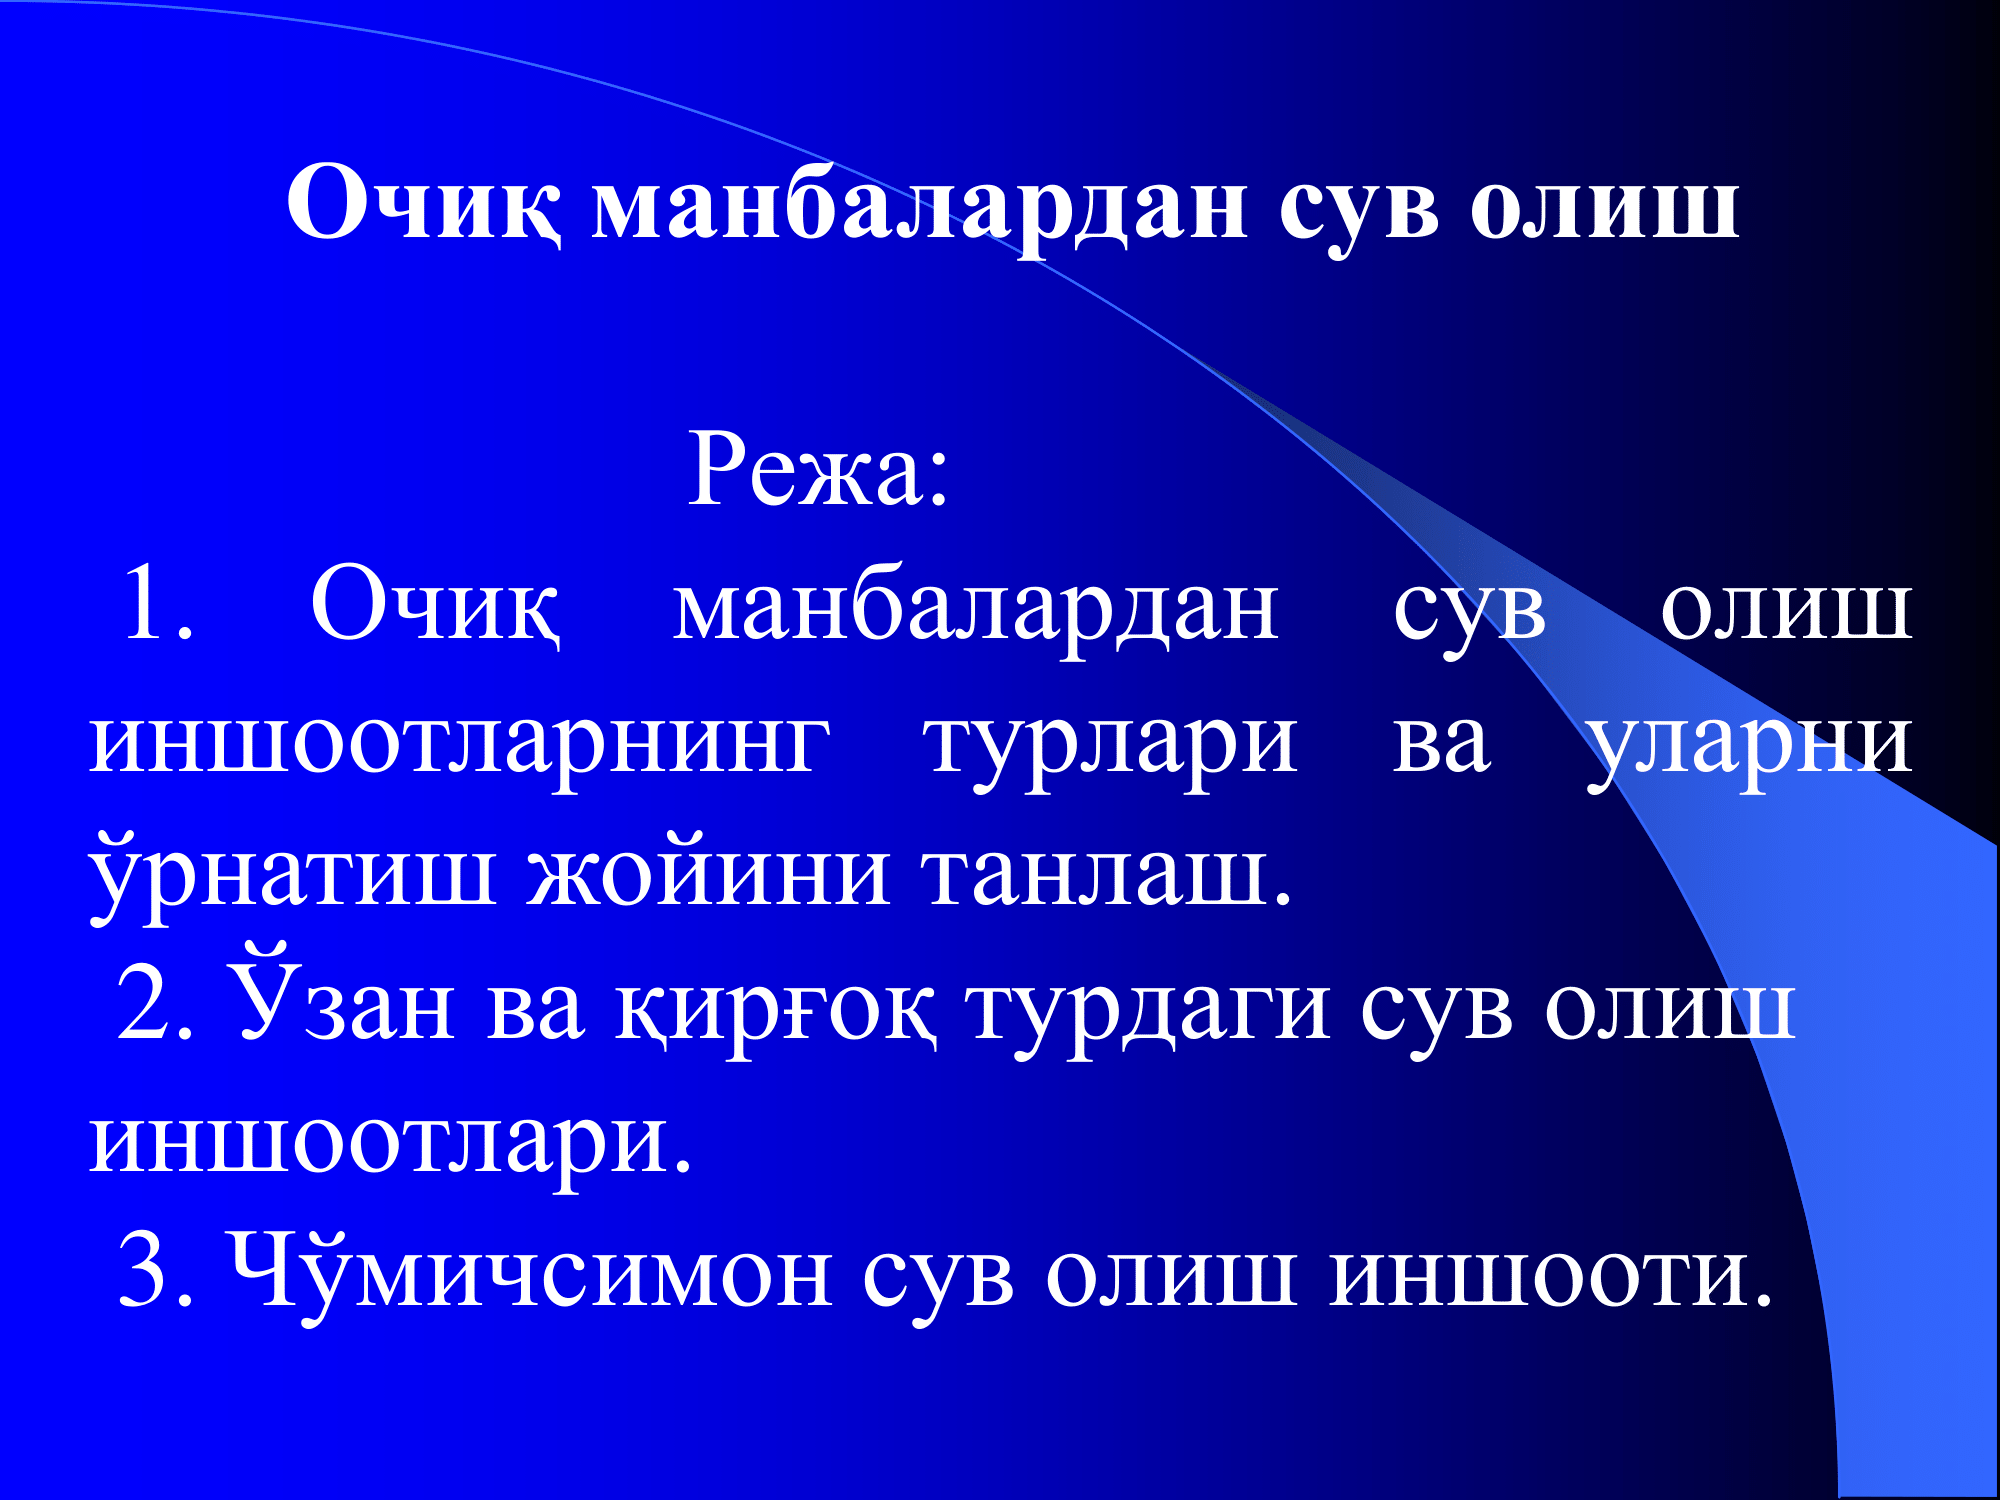 Очиқ манбалардан сув олиш
Режа:
1. Очиқ манбалардан сув олиш
иншоотларнинг турлари ва уларни
ўрнатиш жойини танлаш.
2. Ўзан ва қирғоқ турдаги сув олиш
иншоотлари.
3. Чўмичсимон сув олиш иншооти.